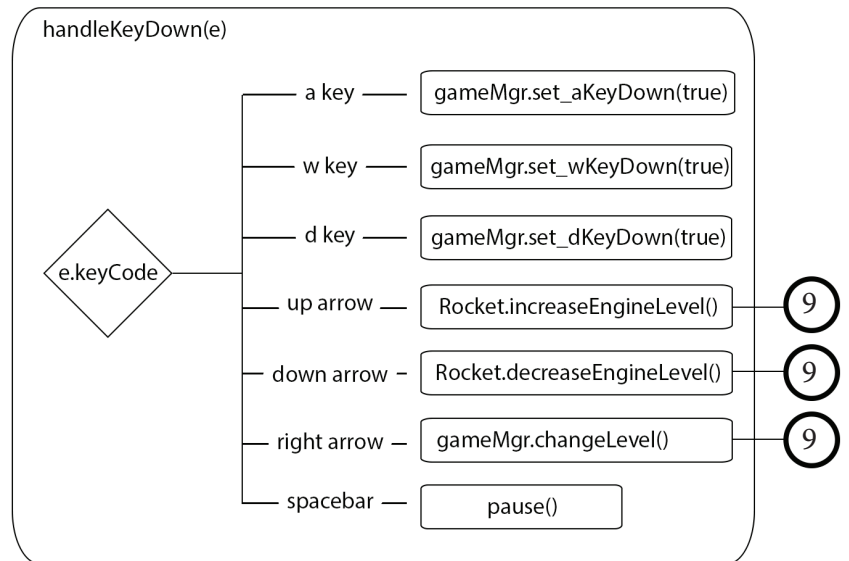 handleKeyDown(e)
a key
gameMgr.set_aKeyDown(true)
w key
gameMgr.set_wKeyDown(true)
d key
gameMgr.set_dKeyDown(true)
e.keyCode
up arrow
Rocket.increaseEngineLevel()
9
down arrow
Rocket.decreaseEngineLevel()
9
right arrow
gameMgr.changeLevel()
9
spacebar
pause()